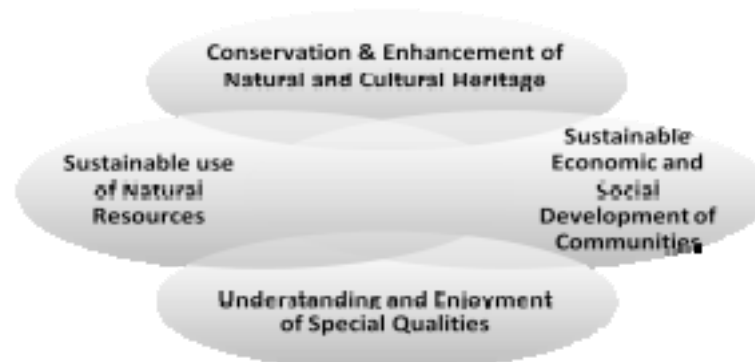 Conservation & Enhancement of
Natural and Cultural Heritage
Sustainable use
of Natural
Resources
Sustainable
Economic and
Social
Development of
Communities
Understanding and Enjoyment
of Special Qualities